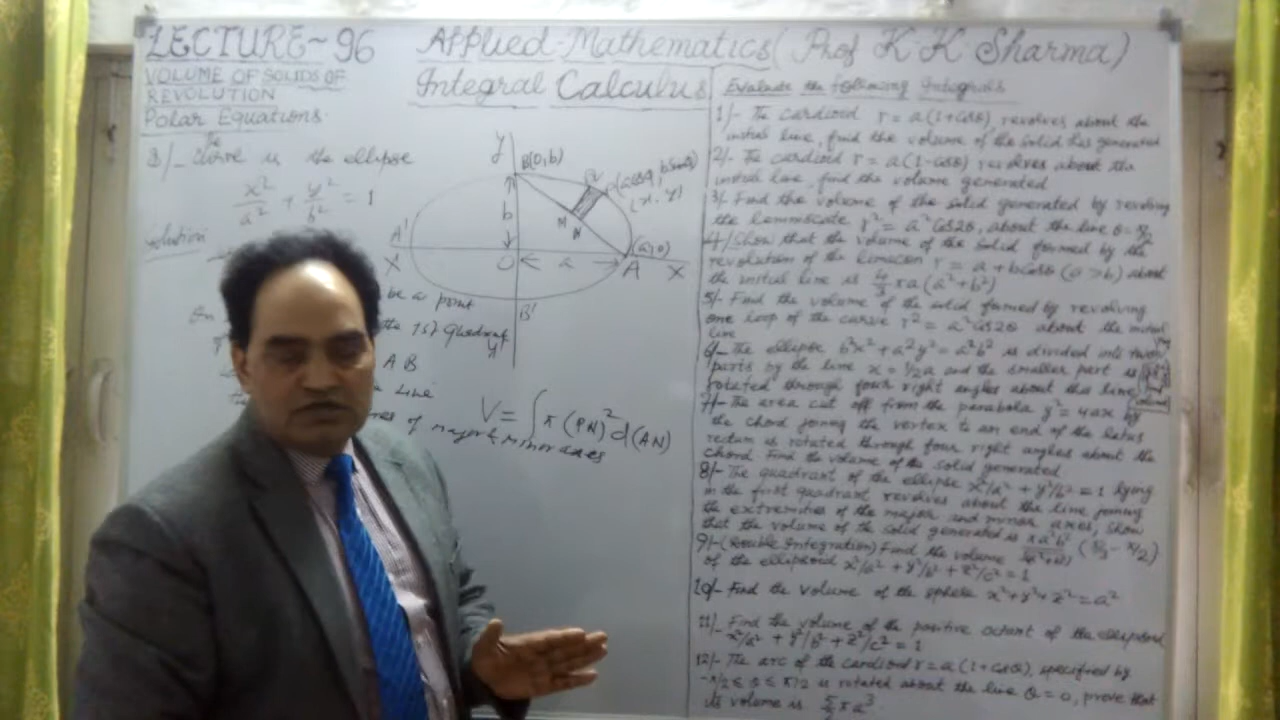 LECTURE~96
Applied Mathematics (Prof K K Sharma)
VOLUME OF SOLIDS OF
REVOLUTION
Polar Equations.
Integral Calculus
8/- The curve is the ellipse
x²/a² + y²/b² = 1
Solution
be a point
the 1st Quadrant
A B
Line
of major & minor axes
V = ∫ π (PN)² d(AN)
y
B(0,b)
P(acosθ, bsinθ)
(x, y)
M
N
b
A'
X'
O
a
(a,0)
A
X
B'
y'
Evaluate the following Integrals
1/- The cardioid r = a(1+cosθ) revolves about the
initial line, find the volume of the solid thus generated
2/- The cardioid r = a(1-cosθ) revolves about the
initial line, find the volume generated
3/- Find the volume of the solid generated by revolving
the lemniscate r² = a² cos2θ, about the line θ = π/2
4/- Show that the volume of the solid formed by the
revolution of the limacon r = a + b cosθ (a > b) about
the initial line is 4/3 πa (a² + b²)
5/- Find the volume of the solid formed by revolving
one loop of the curve r² = a² cos2θ about the initial
line
6/- The ellipse b²x² + a²y² = a²b² is divided into two
parts by the line x = 1/2a and the smaller part is
rotated through four right angles about this line
7/- The area cut off from the parabola y² = 4ax by
the chord joining the vertex to an end of the latus
rectum is rotated through four right angles about the
chord Find the volume of the solid generated
8/- The quadrant of the ellipse x²/a² + y²/b² = 1 lying
in the first quadrant revolves about the line joining
the extremities of the major and minor axes, show
that the volume of the solid generated is
9/- (Double Integration) Find the volume
of the ellipsoid x²/a² + y²/b² + z²/c² = 1
10/- Find the volume of the sphere x²+y²+z² = a²
11/- Find the volume of the positive octant of the ellipsoid
x²/a² + y²/b² + z²/c² = 1
12/- The arc of the cardioid r = a(1+cosθ), specified by
-π/2 ≤ θ ≤ π/2 is rotated about the line θ = 0, prove that
its volume is 5/2 πa³